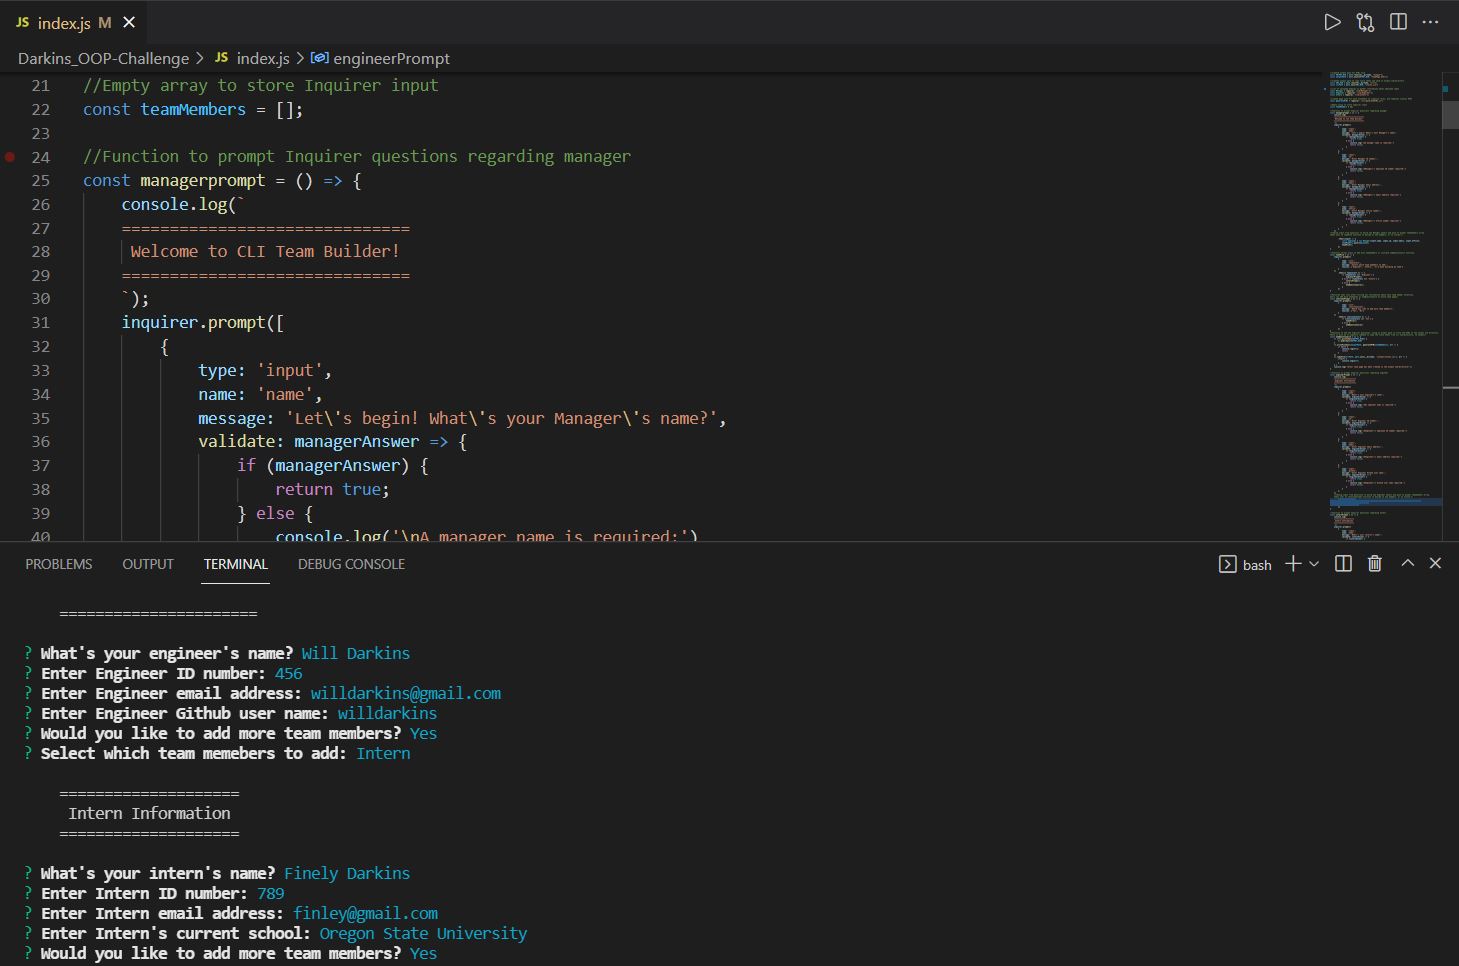 JS index.js M ×
Darkins_OOP-Challenge > JS index.js > engineerPrompt
21 //Empty array to store Inquirer input
22 const teamMembers = [];
23
24 //Function to prompt Inquirer questions regarding manager
25 const managerprompt = () => {
26 console.log(`
27 ==============================
28 Welcome to CLI Team Builder!
29 ==============================
30 `);
31 inquirer.prompt([
32 {
33 type: 'input',
34 name: 'name',
35 message: 'Let\'s begin! What\'s your Manager\'s name?',
36 validate: managerAnswer => {
37 if (managerAnswer) {
38 return true;
39 } else {
40 console.log('\nA manager name is required:')
PROBLEMS OUTPUT TERMINAL DEBUG CONSOLE bash
======================
? What's your engineer's name? Will Darkins
? Enter Engineer ID number: 456
? Enter Engineer email address: willdarkins@gmail.com
? Enter Engineer Github user name: willdarkins
? Would you like to add more team members? Yes
? Select which team memebers to add: Intern
====================
Intern Information
====================
? What's your intern's name? Finely Darkins
? Enter Intern ID number: 789
? Enter Intern email address: finley@gmail.com
? Enter Intern's current school: Oregon State University
? Would you like to add more team members? Yes